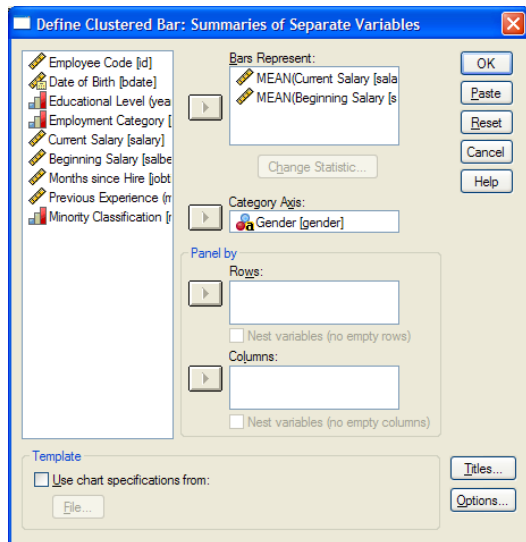 Define Clustered Bar: Summaries of Separate Variables
Employee Code [id]
Date of Birth [bdate]
Educational Level (yea
Employment Category [
Current Salary [salary]
Beginning Salary [salbe
Months since Hire [jobt
Previous Experience (m
Minority Classification [r
Bars Represent:
MEAN(Current Salary [sala
MEAN(Beginning Salary [s
Change Statistic...
Category Axis:
Gender [gender]
Panel by
Rows:
Nest variables (no empty rows)
Columns:
Nest variables (no empty columns)
OK
Paste
Reset
Cancel
Help
Template
Use chart specifications from:
File...
Titles...
Options...